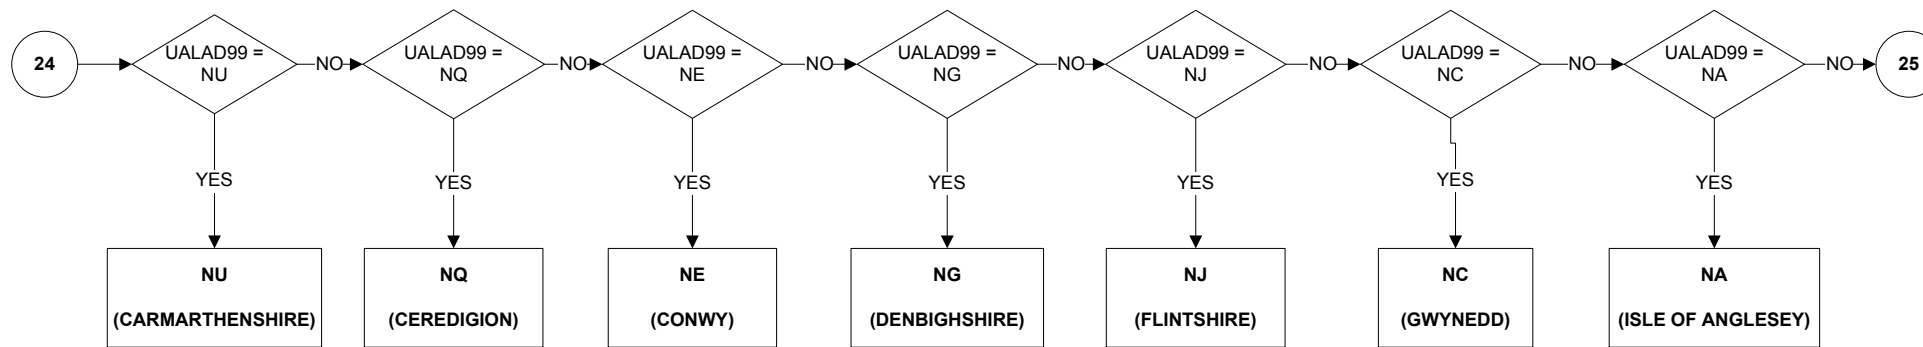 24
UALAD99 =
NU
NO
UALAD99 =
NQ
NO
UALAD99 =
NE
NO
UALAD99 =
NG
NO
UALAD99 =
NJ
NO
UALAD99 =
NC
NO
UALAD99 =
NA
NO
25
YES
YES
YES
YES
YES
YES
YES
NU
(CARMARTHENSHIRE)
NQ
(CEREDIGION)
NE
(CONWY)
NG
(DENBIGHSHIRE)
NJ
(FLINTSHIRE)
NC
(GWYNEDD)
NA
(ISLE OF ANGLESEY)